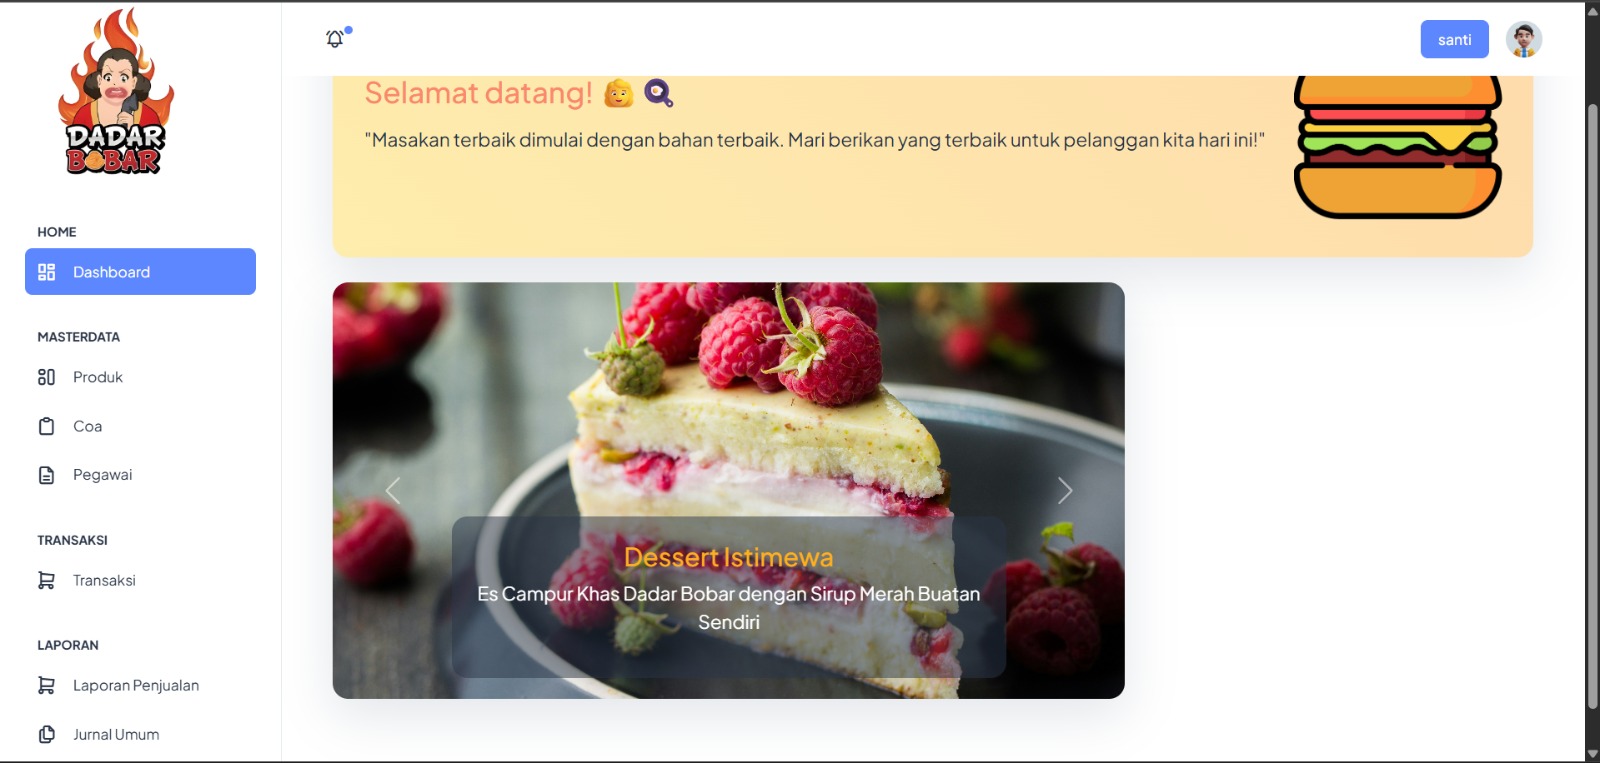 DADAR
BOBAR
HOME
Dashboard
MASTERDATA
Produk
Coa
Pegawai
TRANSAKSI
Transaksi
LAPORAN
Laporan Penjualan
Jurnal Umum
santi
Selamat datang!
"Masakan terbaik dimulai dengan bahan terbaik. Mari berikan yang terbaik untuk pelanggan kita hari ini!"
Dessert Istimewa
Es Campur Khas Dadar Bobar dengan Sirup Merah Buatan
Sendiri